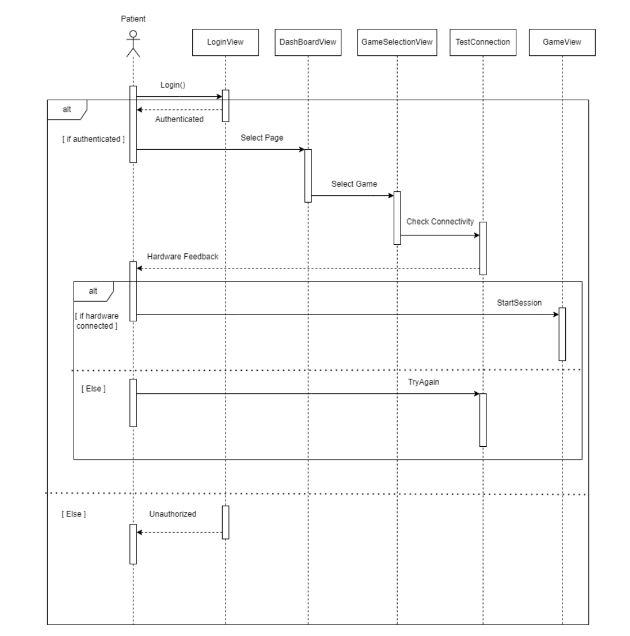 Patient
LoginView
DashBoardView
GameSelectionView
TestConnection
GameView
Login()
alt
Authenticated
[ if authenticated ]
Select Page
Select Game
Check Connectivity
Hardware Feedback
alt
StartSession
[ if hardware
connected ]
TryAgain
[ Else ]
[ Else ]
Unauthorized